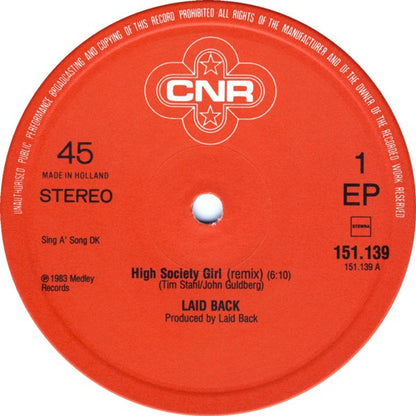 UNAUTHORISED PUBLIC PERFORMANCE BROADCASTING AND COPYING OF THIS RECORD PROHIBITED ALL RIGHTS OF THE MANUFACTURER AND OF THE OWNER OF THE RECORDED WORK RESERVED
CNR
45
MADE IN HOLLAND
STEREO
1
EP
STEMRA
Sing A' Song DK
151.139
151.139 A
℗ 1983 Medley
Records
High Society Girl (remix) (6:10)
(Tim Stahl/John Guldberg)
LAID BACK
Produced by Laid Back